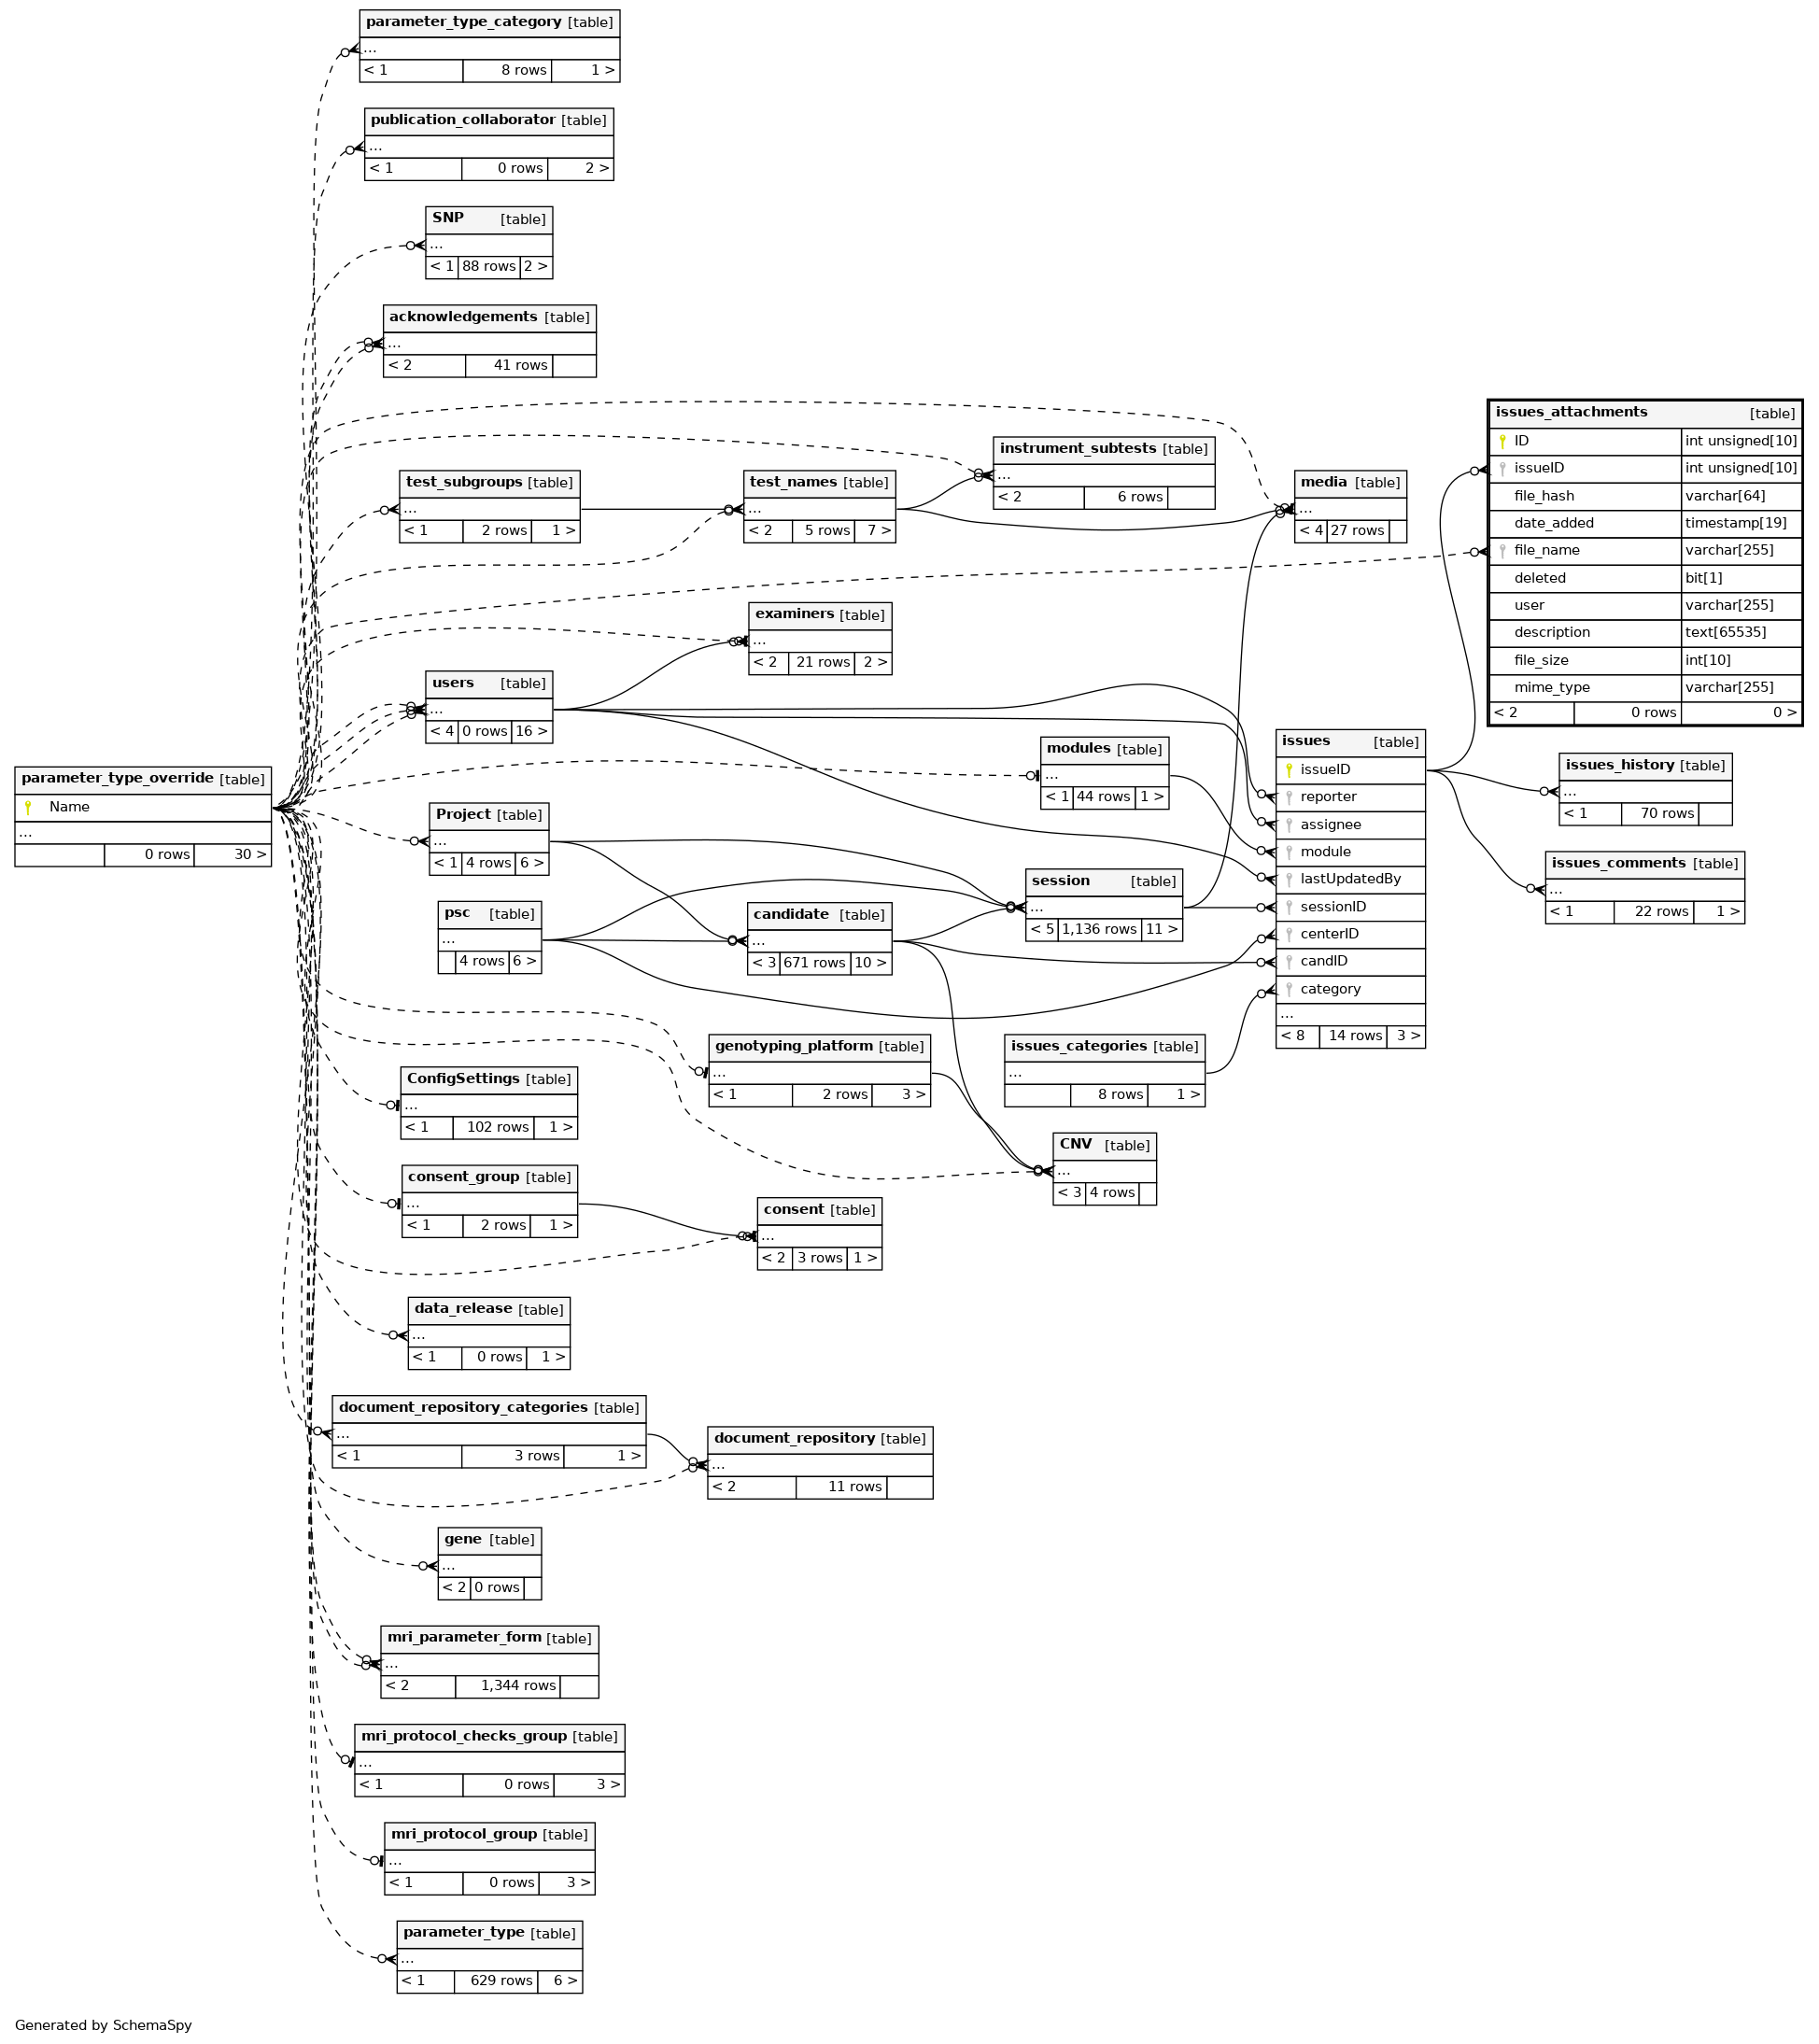 parameter_type_category [table]
...
< 1 8 rows 1 >
publication_collaborator [table]
...
< 1 0 rows 2 >
SNP [table]
...
< 1 88 rows 2 >
acknowledgements [table]
...
< 2 41 rows
issues_attachments [table]
ID int unsigned[10]
issueID int unsigned[10]
file_hash varchar[64]
date_added timestamp[19]
file_name varchar[255]
deleted bit[1]
user varchar[255]
description text[65535]
file_size int[10]
mime_type varchar[255]
< 2 0 rows 0 >
instrument_subtests [table]
...
< 2 6 rows
test_subgroups [table]
...
< 1 2 rows 1 >
test_names [table]
...
< 2 5 rows 7 >
media [table]
...
< 4 27 rows
examiners [table]
...
< 2 21 rows 2 >
users [table]
...
< 4 0 rows 16 >
modules [table]
...
< 1 44 rows 1 >
issues [table]
issueID
reporter
assignee
module
lastUpdatedBy
sessionID
centerID
candID
category
...
< 8 14 rows 3 >
issues_history [table]
...
< 1 70 rows
issues_comments [table]
...
< 1 22 rows 1 >
parameter_type_override [table]
Name
...
0 rows 30 >
Project [table]
...
< 1 4 rows 6 >
session [table]
...
< 5 1,136 rows 11 >
psc [table]
...
4 rows 6 >
candidate [table]
...
< 3 671 rows 10 >
genotyping_platform [table]
...
< 1 2 rows 3 >
issues_categories [table]
...
8 rows 1 >
ConfigSettings [table]
...
< 1 102 rows 1 >
CNV [table]
...
< 3 4 rows
consent_group [table]
...
< 1 2 rows 1 >
consent [table]
...
< 2 3 rows 1 >
data_release [table]
...
< 1 0 rows 1 >
document_repository_categories [table]
...
< 1 3 rows 1 >
document_repository [table]
...
< 2 11 rows
gene [table]
...
< 2 0 rows
mri_parameter_form [table]
...
< 2 1,344 rows
mri_protocol_checks_group [table]
...
< 1 0 rows 3 >
mri_protocol_group [table]
...
< 1 0 rows 3 >
parameter_type [table]
...
< 1 629 rows 6 >
Generated by SchemaSpy